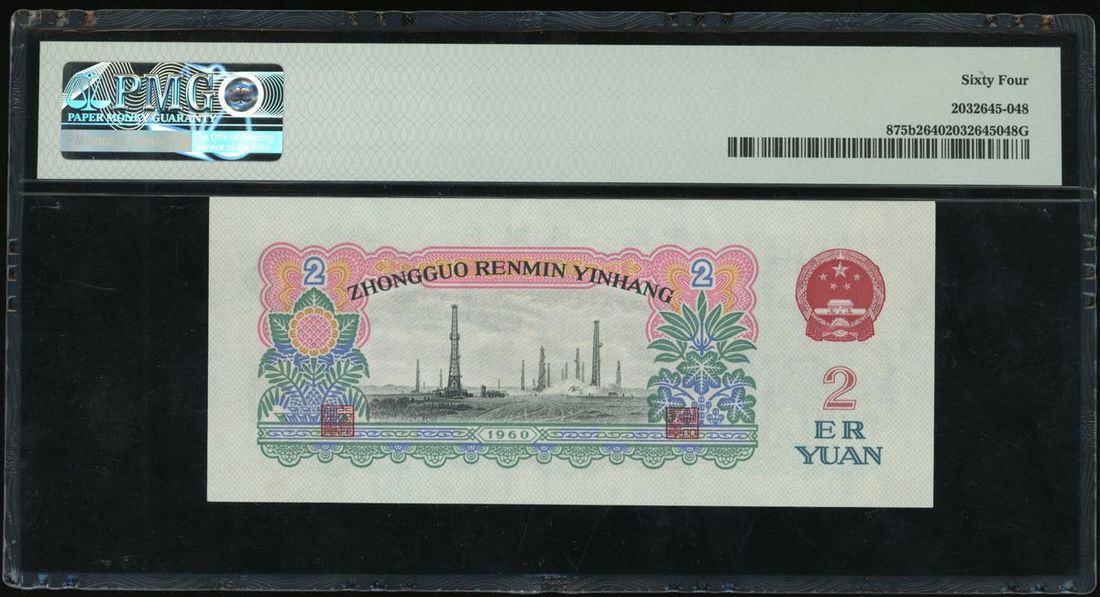 PMG
PAPER MONEY GUARANTY
The Official Grading
Service of the
Sixty Four
2032645-048
875b26402032645048G
2
2
ZHONGGUO RENMIN YINHANG
1960
2
ER
YUAN